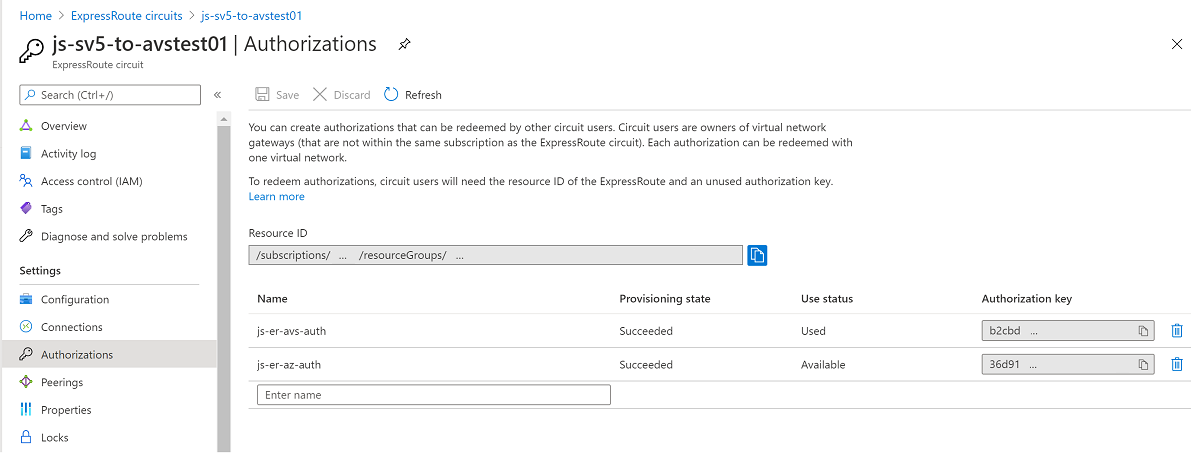 Home > ExpressRoute circuits > js-sv5-to-avstest01
js-sv5-to-avstest01 | Authorizations
ExpressRoute circuit
Search (Ctrl+/)
«
Save
Discard
Refresh
Overview
Activity log
Access control (IAM)
Tags
Diagnose and solve problems
Settings
Configuration
Connections
Authorizations
Peerings
Properties
Locks
You can create authorizations that can be redeemed by other circuit users. Circuit users are owners of virtual network
gateways (that are not within the same subscription as the ExpressRoute circuit). Each authorization can be redeemed with
one virtual network.
To redeem authorizations, circuit users will need the resource ID of the ExpressRoute and an unused authorization key.
Learn more
Resource ID
/subscriptions/ ... /resourceGroups/ ...
Name Provisioning state Use status Authorization key
js-er-avs-auth Succeeded Used b2cbd ...
js-er-az-auth Succeeded Available 36d91 ...
Enter name